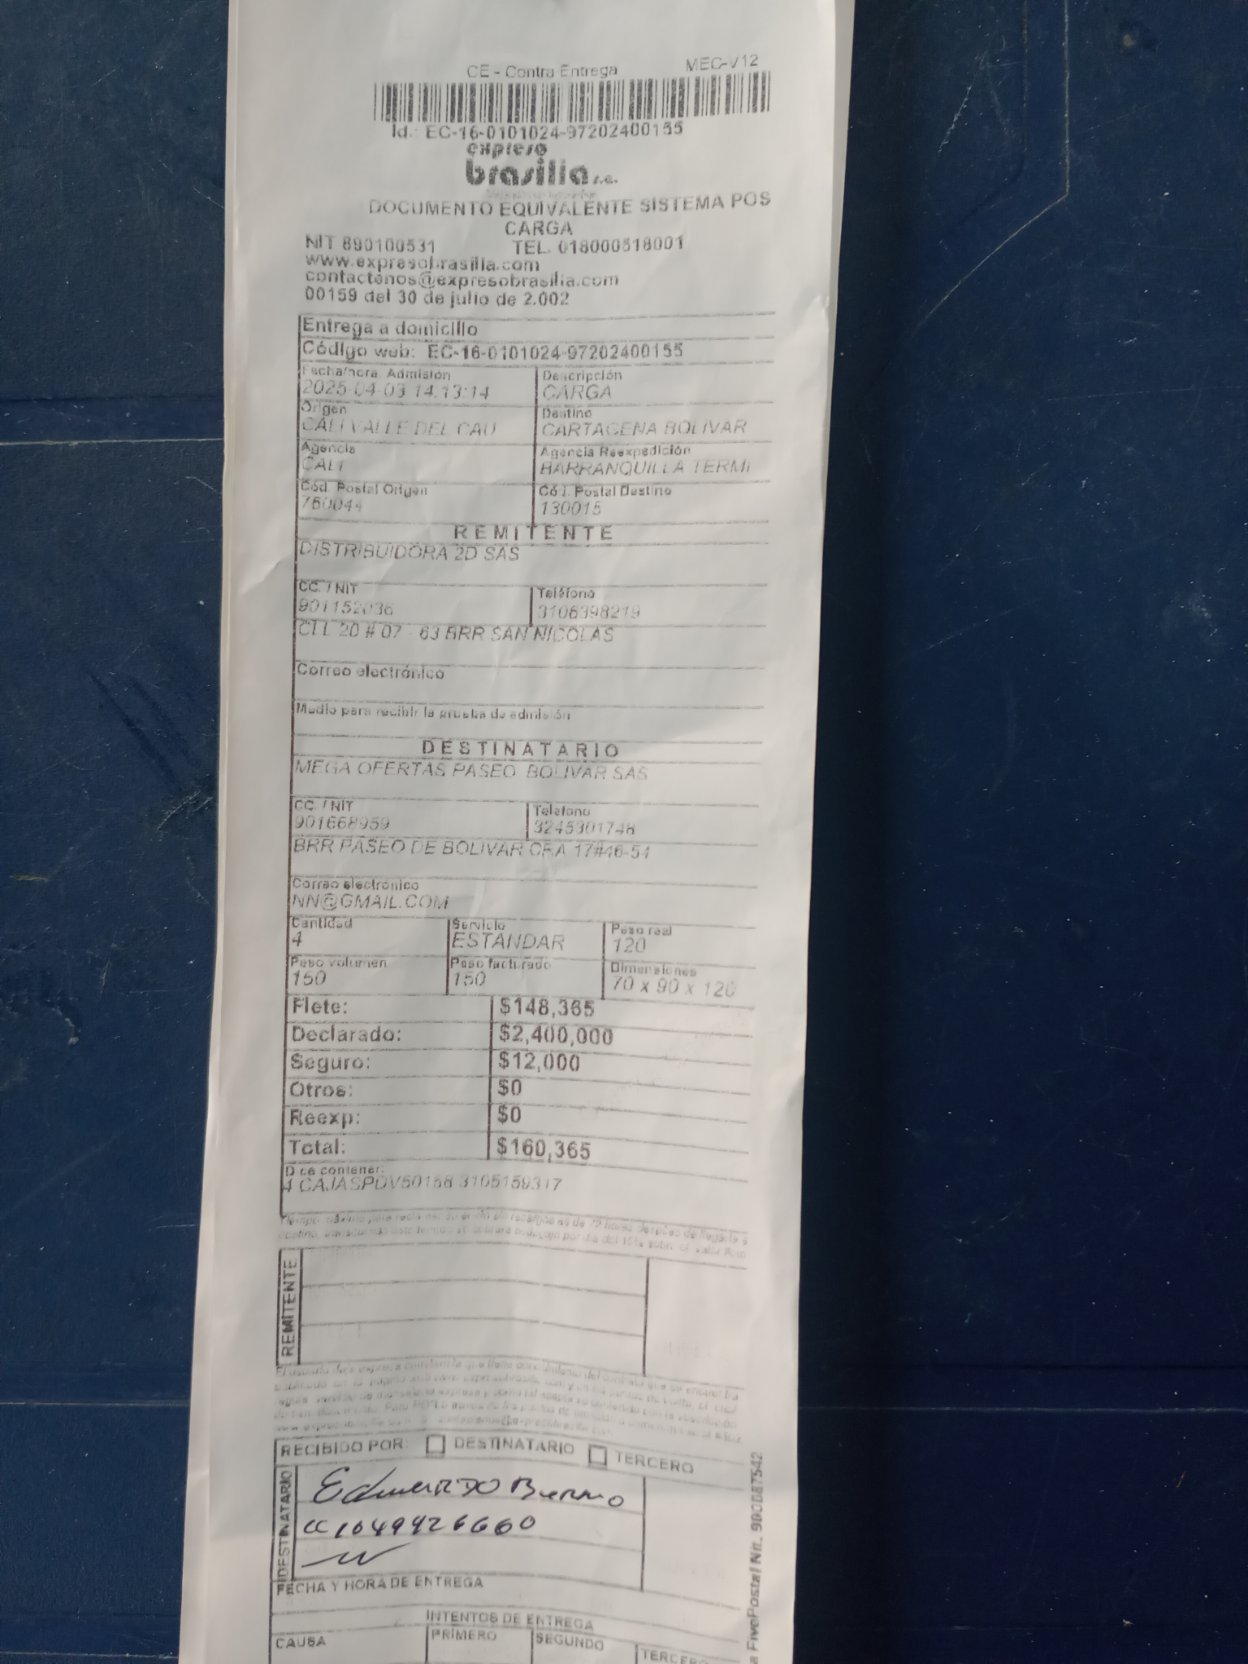 CE - Contra Entrega MEC-V12
Id.: EC-16-0101024-97202400155
expreso
brasilia s.a.
DOCUMENTO EQUIVALENTE SISTEMA POS
CARGA
NIT 890100531 TEL. 018000518001
www.expresobrasilia.com
contactenos@expresobrasilia.com
00159 del 30 de julio de 2.002
Entrega a domicilio
Código web: EC-16-0101024-97202400155
Fecha/hora Admisión Descripción
2025-04-03 14:13:14 CARGA
Origen Destino
CALI VALLE DEL CAU CARTAGENA BOLIVAR
Agencia Agencia Reexpedición
CALI BARRANQUILLA TERMI
Cód. Postal Origen Cód. Postal Destino
760044 130015
REMITENTE
DISTRIBUIDORA 2D SAS
CC. / NIT Teléfono
901152036 3106398219
CLL 20 # 07 - 63 BRR SAN NICOLAS
Correo electrónico
Medio para recibir la prueba de admisión
DESTINATARIO
MEGA OFERTAS PASEO BOLIVAR SAS
CC. / NIT Teléfono
901668959 3245301748
BRR PASEO DE BOLIVAR CRA 17#46-54
Correo electrónico
NN@GMAIL.COM
Cantidad Servicio Peso real
4 ESTANDAR 120
Peso volumen Peso facturado Dimensiones
150 150 70 x 90 x 120
Flete: $148,365
Declarado: $2,400,000
Seguro: $12,000
Otros: $0
Reexp: $0
Total: $160,365
Dice contener:
4 CAJASPDV50158 3105159317
REMITENTE
RECIBIDO POR: DESTINATARIO TERCERO
DESTINATARIO
Eduardo
CC 1049926660
FECHA Y HORA DE ENTREGA
INTENTOS DE ENTREGA
CAUSA PRIMERO SEGUNDO TERCERO
FivePostal Nit. 900087542